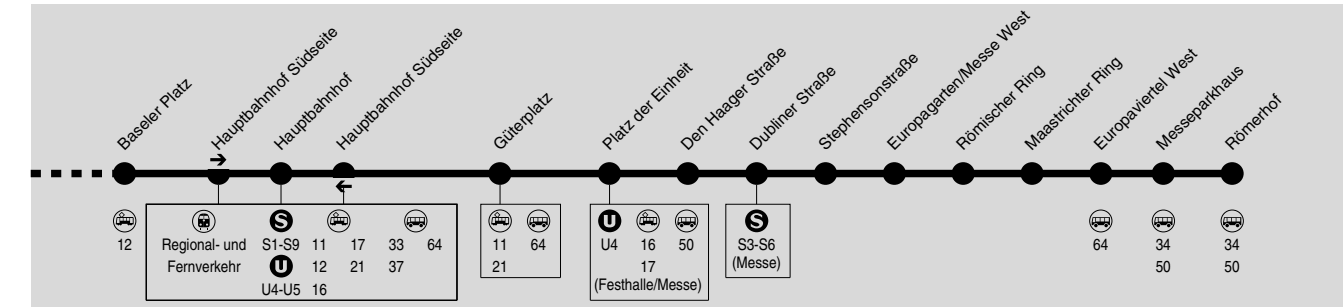 Baseler Platz
Hauptbahnhof Südseite
Hauptbahnhof
Hauptbahnhof Südseite
Güterplatz
Platz der Einheit
Den Haager Straße
Dubliner Straße
Stephensonstraße
Europagarten/Messe West
Römischer Ring
Maastrichter Ring
Europaviertel West
Messeparkhaus
Römerhof
12
Regional- und
Fernverkehr
S
S1-S9
U
U4-U5
11
12
16
17
21
33
37
64
11
21
64
U
U4
16
17
50
(Festhalle/Messe)
S
S3-S6
(Messe)
64
34
50
34
50